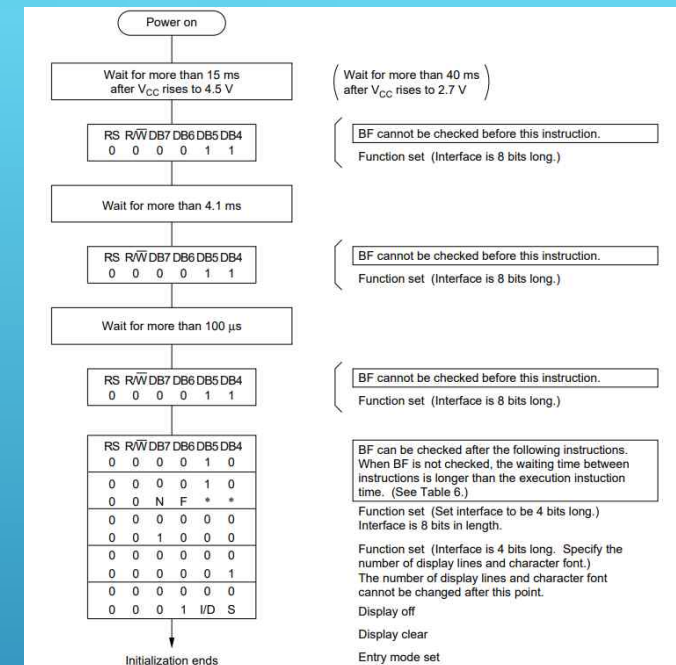 Power on
Wait for more than 15 ms
after VCC rises to 4.5 V
Wait for more than 40 ms
after VCC rises to 2.7 V
RS R/W̅ DB7 DB6 DB5 DB4
0 0 0 0 1 1
BF cannot be checked before this instruction.
Function set (Interface is 8 bits long.)
Wait for more than 4.1 ms
RS R/W̅ DB7 DB6 DB5 DB4
0 0 0 0 1 1
BF cannot be checked before this instruction.
Function set (Interface is 8 bits long.)
Wait for more than 100 µs
RS R/W̅ DB7 DB6 DB5 DB4
0 0 0 0 1 1
BF cannot be checked before this instruction.
Function set (Interface is 8 bits long.)
RS R/W̅ DB7 DB6 DB5 DB4
0 0 0 0 1 0
0 0 0 0 1 0
0 0 N F * *
0 0 0 0 0 0
0 0 1 0 0 0
0 0 0 0 0 0
0 0 0 0 0 1
0 0 0 0 0 0
0 0 0 1 I/D S
BF can be checked after the following instructions.
When BF is not checked, the waiting time between
instructions is longer than the execution instuction
time. (See Table 6.)
Function set (Set interface to be 4 bits long.)
Interface is 8 bits in length.
Function set (Interface is 4 bits long. Specify the
number of display lines and character font.)
The number of display lines and character font
cannot be changed after this point.
Display off
Display clear
Entry mode set
Initialization ends